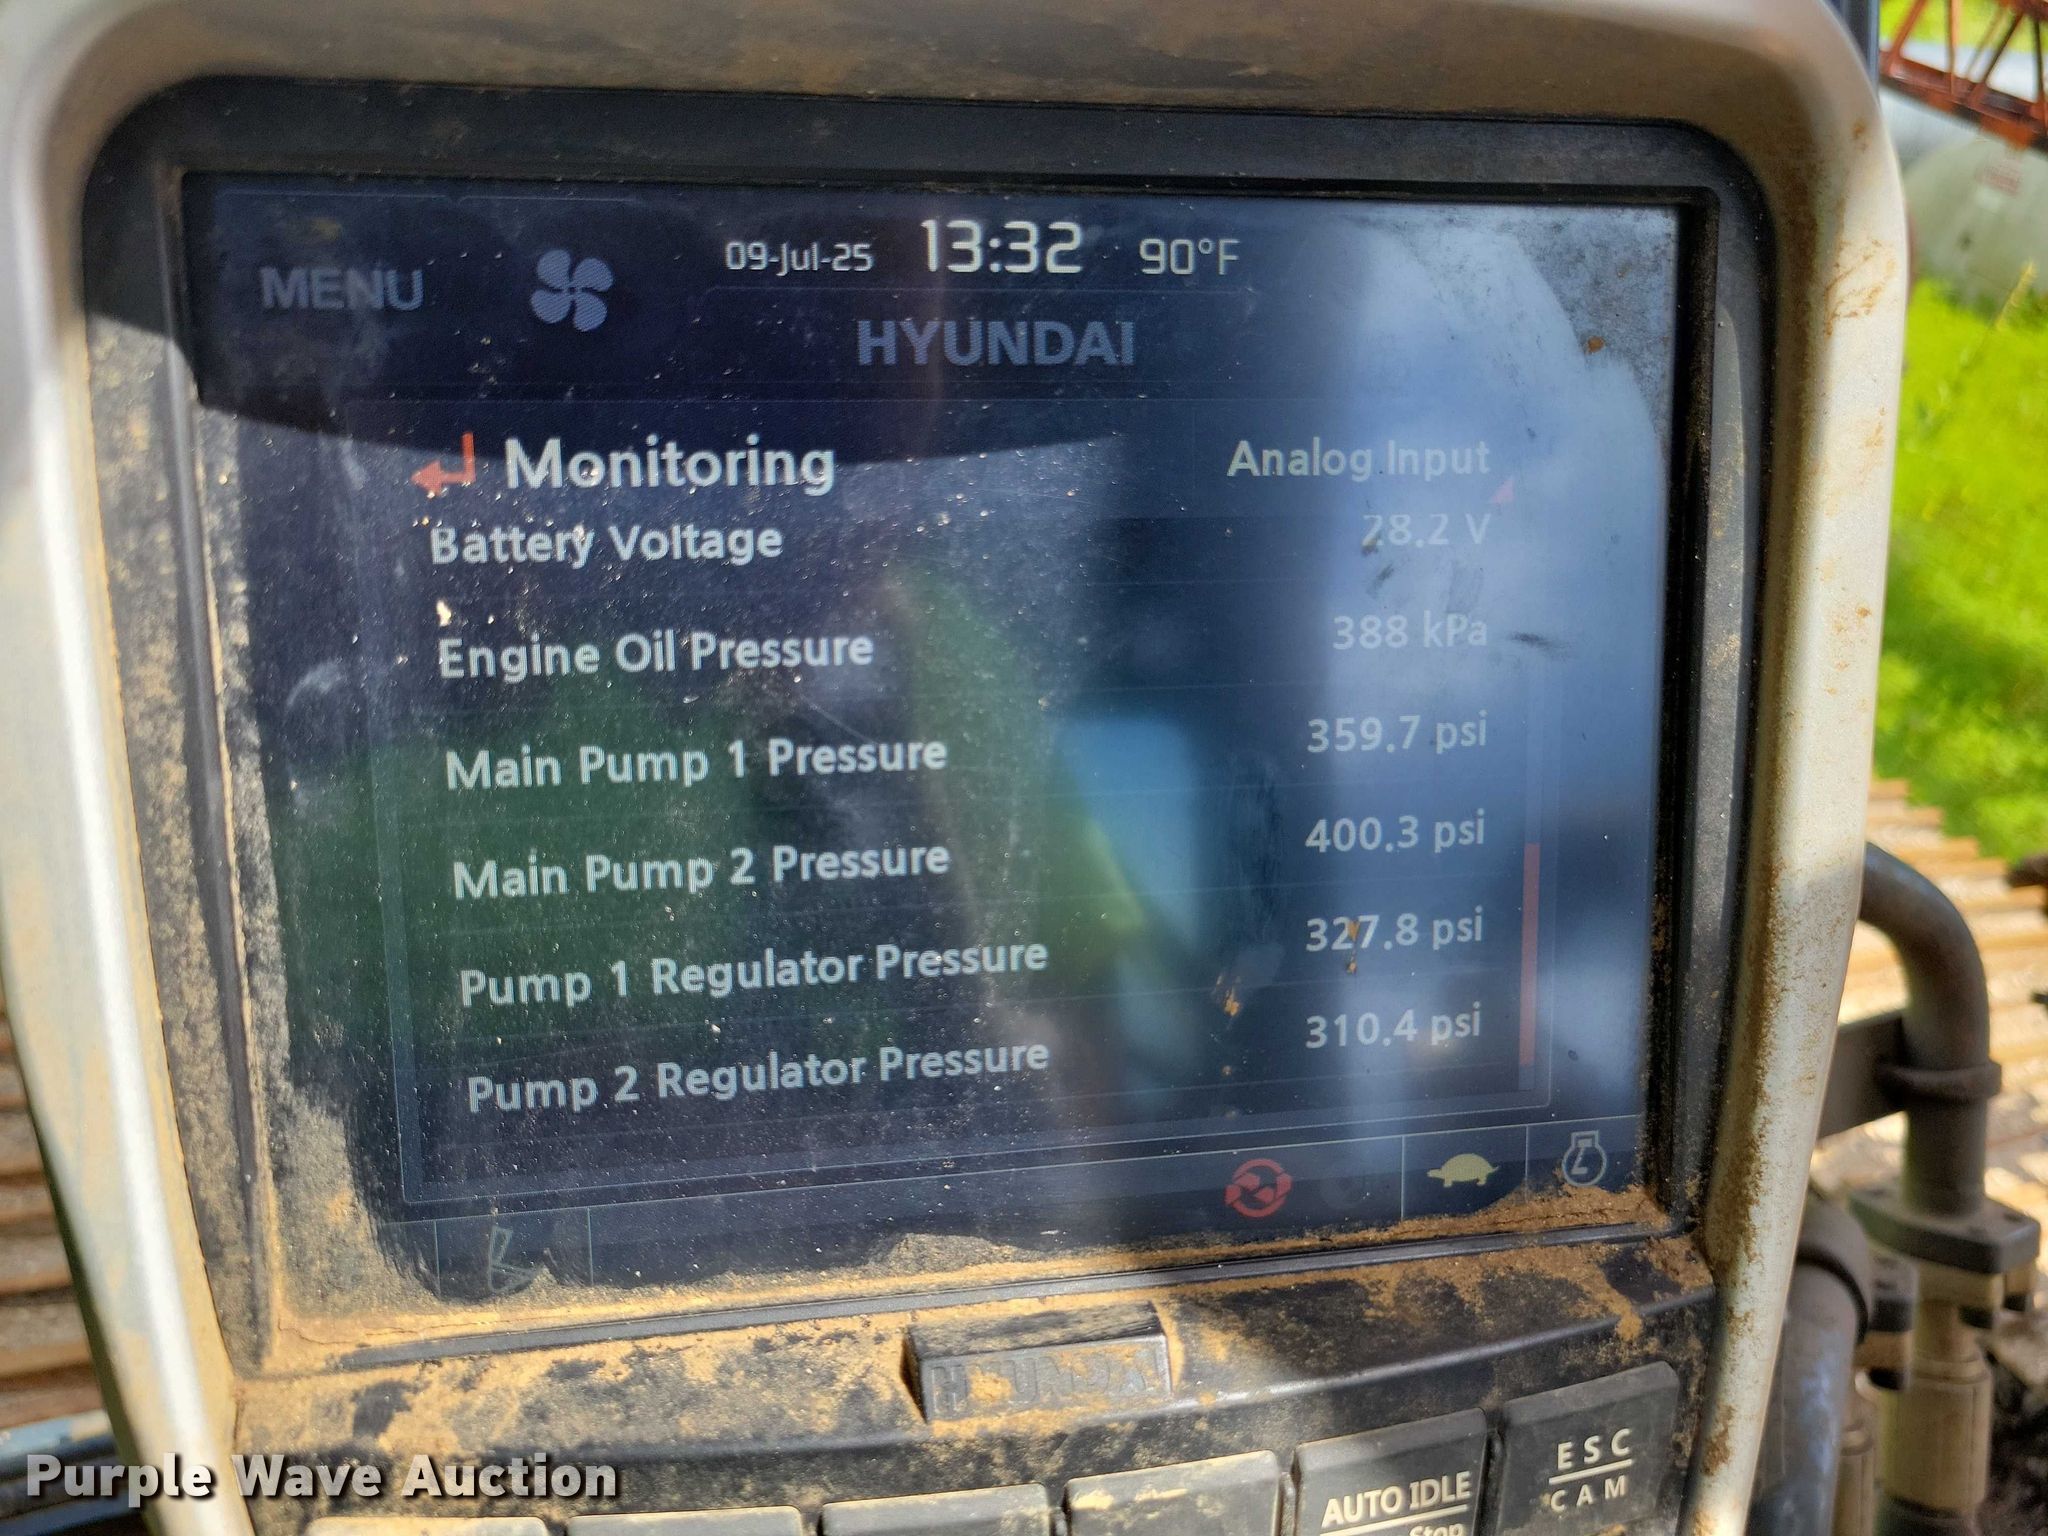 MENU
09-Jul-25 13:32 90°F
HYUNDAI
Monitoring Analog Input
Battery Voltage 28.2 V
Engine Oil Pressure 388 kPa
Main Pump 1 Pressure 359.7 psi
Main Pump 2 Pressure 400.3 psi
Pump 1 Regulator Pressure 327.8 psi
Pump 2 Regulator Pressure 310.4 psi
HYUNDAI
AUTO IDLE
Stop
ESC
CAM
Purple Wave Auction